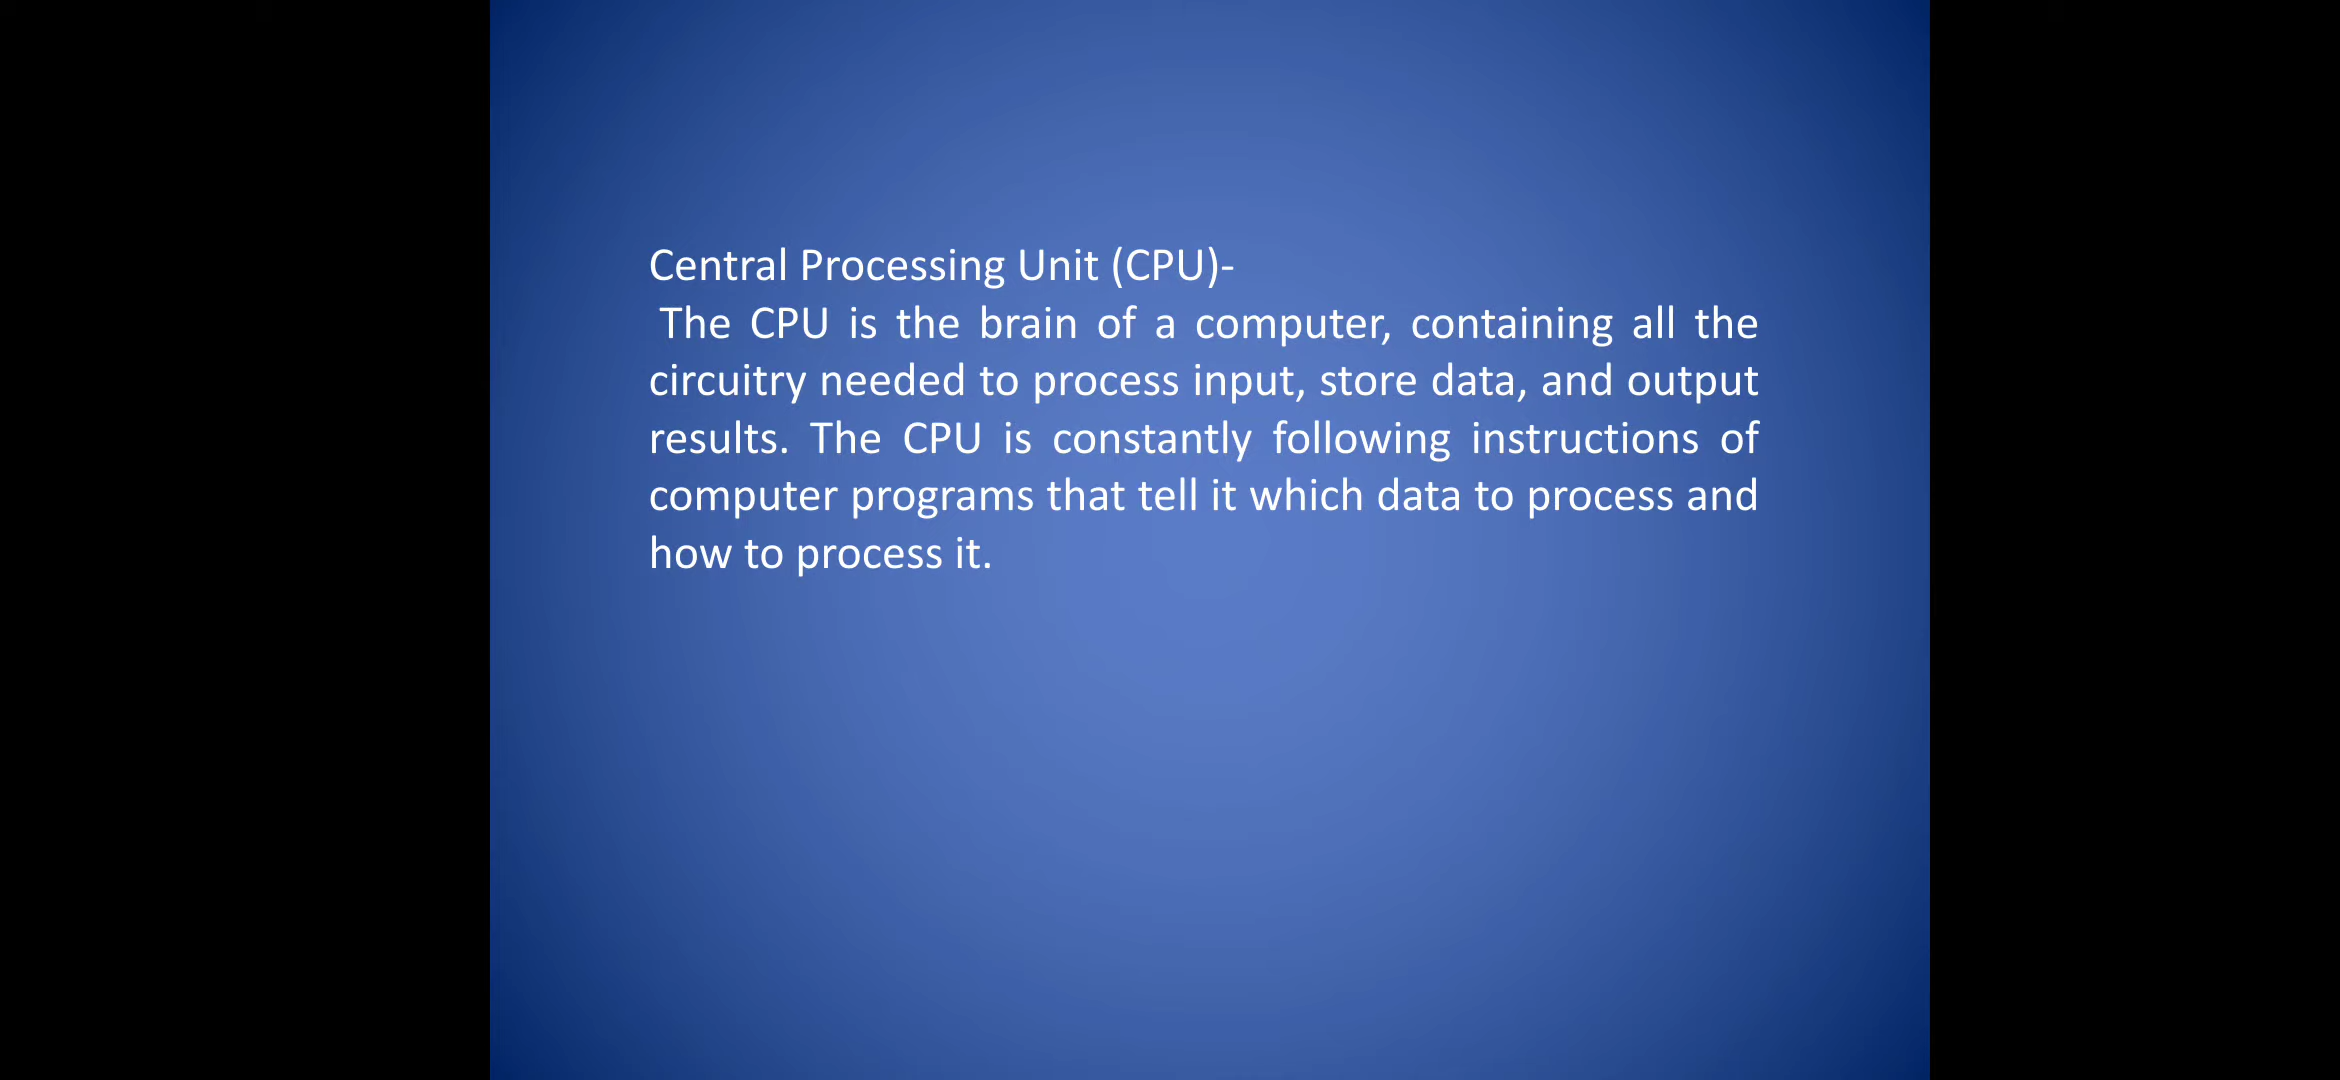 Central Processing Unit (CPU)-
The CPU is the brain of a computer, containing all the
circuitry needed to process input, store data, and output
results. The CPU is constantly following instructions of
computer programs that tell it which data to process and
how to process it.